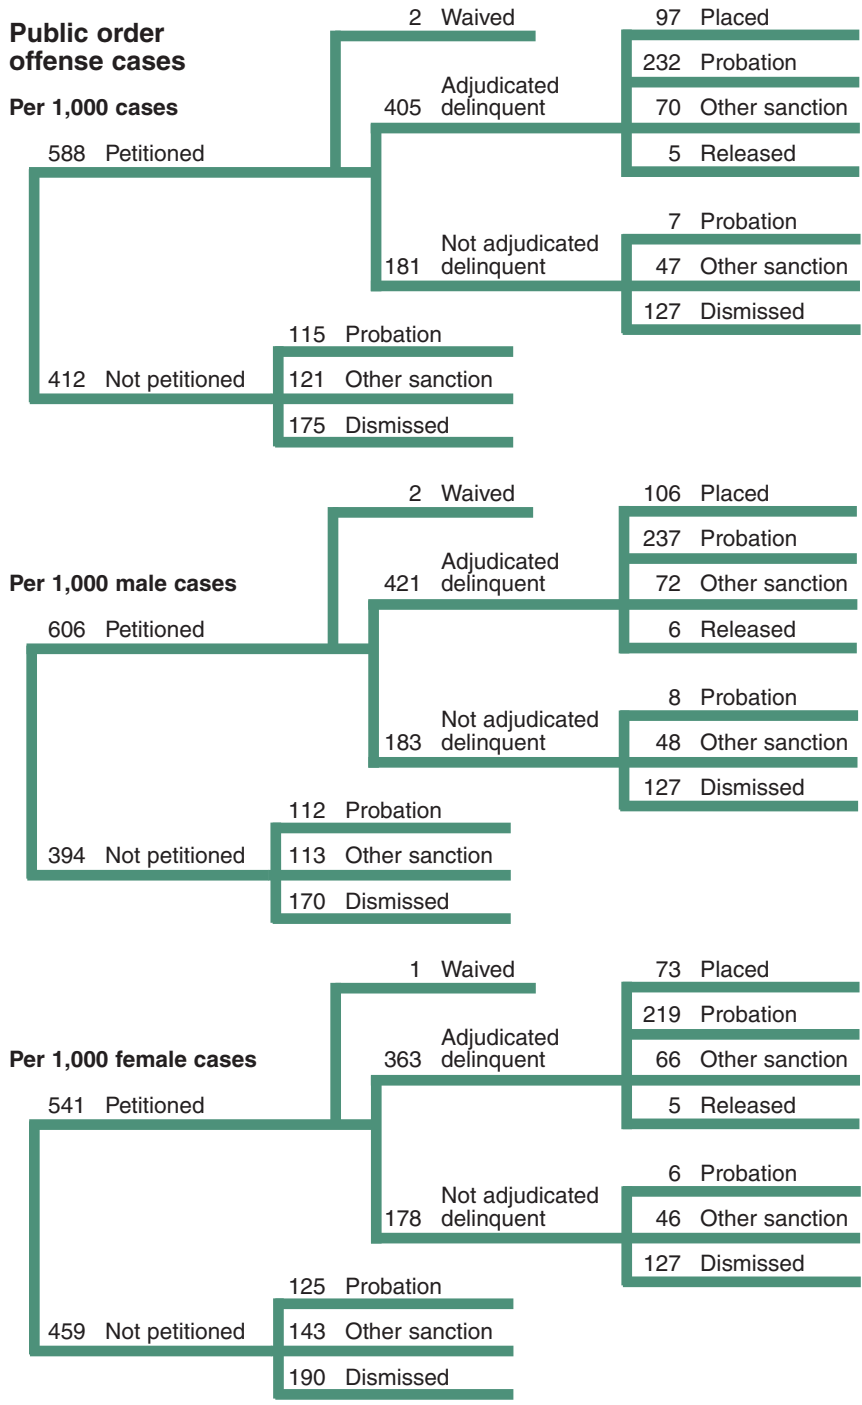 Public order
offense cases
Per 1,000 cases
588 Petitioned
2 Waived
405 Adjudicated
delinquent
97 Placed
232 Probation
70 Other sanction
5 Released
181 Not adjudicated
delinquent
7 Probation
47 Other sanction
127 Dismissed
412 Not petitioned
115 Probation
121 Other sanction
175 Dismissed
Per 1,000 male cases
606 Petitioned
2 Waived
421 Adjudicated
delinquent
106 Placed
237 Probation
72 Other sanction
6 Released
183 Not adjudicated
delinquent
8 Probation
48 Other sanction
127 Dismissed
394 Not petitioned
112 Probation
113 Other sanction
170 Dismissed
Per 1,000 female cases
541 Petitioned
1 Waived
363 Adjudicated
delinquent
73 Placed
219 Probation
66 Other sanction
5 Released
178 Not adjudicated
delinquent
6 Probation
46 Other sanction
127 Dismissed
459 Not petitioned
125 Probation
143 Other sanction
190 Dismissed